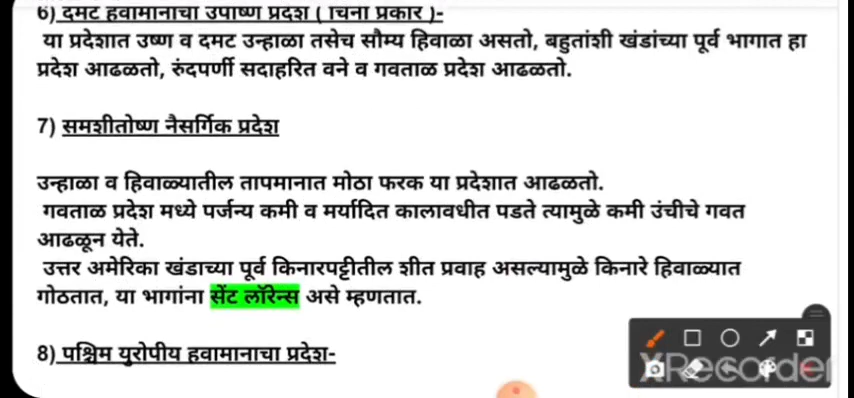 6) दमट हवामानाचा उपोष्ण प्रदेश ( चिनी प्रकार )-
या प्रदेशात उष्ण व दमट उन्हाळा तसेच सौम्य हिवाळा असतो, बहुतांशी खंडांच्या पूर्व भागात हा
प्रदेश आढळतो, रुंदपर्णी सदाहरित वने व गवताळ प्रदेश आढळतो.
7) समशीतोष्ण नैसर्गिक प्रदेश
उन्हाळा व हिवाळ्यातील तापमानात मोठा फरक या प्रदेशात आढळतो.
गवताळ प्रदेश मध्ये पर्जन्य कमी व मर्यादित कालावधीत पडते त्यामुळे कमी उंचीचे गवत
आढळून येते.
उत्तर अमेरिका खंडाच्या पूर्व किनारपट्टीतील शीत प्रवाह असल्यामुळे किनारे हिवाळ्यात
गोठतात, या भागांना सेंट लॉरेन्स असे म्हणतात.
8) पश्चिम युरोपीय हवामानाचा प्रदेश-
XRecorder